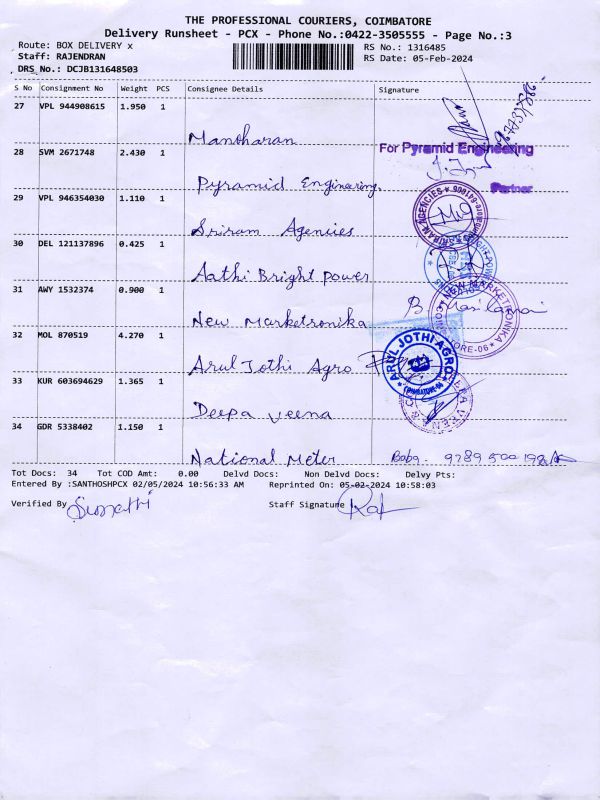 THE PROFESSIONAL COURIERS, COIMBATORE
Delivery Runsheet - PCX - Phone No.:0422-3505555 - Page No.:3
Route: BOX DELIVERY x RS No.: 1316485
Staff: RAJENDRAN RS Date: 05-Feb-2024
DRS No.: DCJB131648503
S No Consignment No Weight PCS Consignee Details Signature
27 VPL 944908615 1.950 1
Manoharan
28 SVM 2671748 2.430 1 For Pyramid Engineering
Pyramid Engineering. Partner
29 VPL 946354030 1.110 1
Sriram Agencies
30 DEL 121137896 0.425 1
Aathi Bright Power
31 AWY 1532374 0.900 1
New Marketronika
NEW MARKETRONIKA
32 MOL 870519 4.270 1
Arul Jothi Agro
ARUL JOTHI AGRO
COIMBATORE-06
33 KUR 603694629 1.365 1
Deepa Veena
34 GDR 5338402 1.150 1
National Meter Baba. 9789 500 198
Tot Docs: 34 Tot COD Amt: 0.00 Delvd Docs: Non Delvd Docs: Delvy Pts:
Entered By :SANTHOSHPCX 02/05/2024 10:56:33 AM Reprinted On: 05-02-2024 10:58:03
Verified By Staff Signature